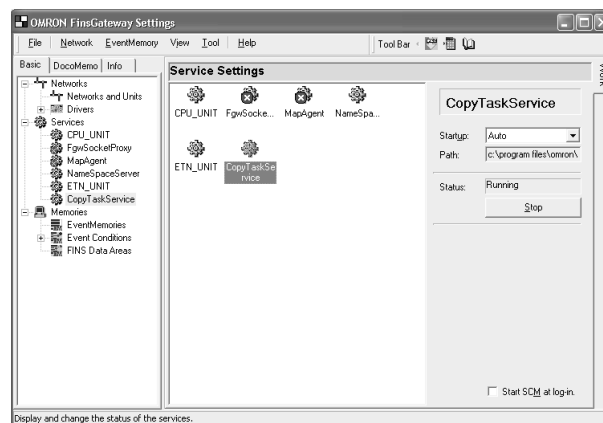 OMRON FinsGateway Settings
File Network EventMemory View Tool Help Tool Bar
Basic DocoMemo Info
Networks
Networks and Units
Drivers
Services
CPU_UNIT
FgwSocketProxy
MapAgent
NameSpaceServer
ETN_UNIT
CopyTaskService
Memories
EventMemories
Event Conditions
FINS Data Areas
Service Settings
CPU_UNIT FgwSocke... MapAgent NameSpa...
ETN_UNIT CopyTaskSe
rvice
CopyTaskService
Startup: Auto
Path: c:\program files\omron\
Status: Running
Stop
Start SCM at log-in.
Display and change the status of the services.